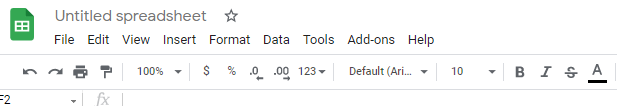 Untitled spreadsheet
File Edit View Insert Format Data Tools Add-ons Help
100% $ % .0 .00 123 Default (Ari... 10 B I S A
F2 fx